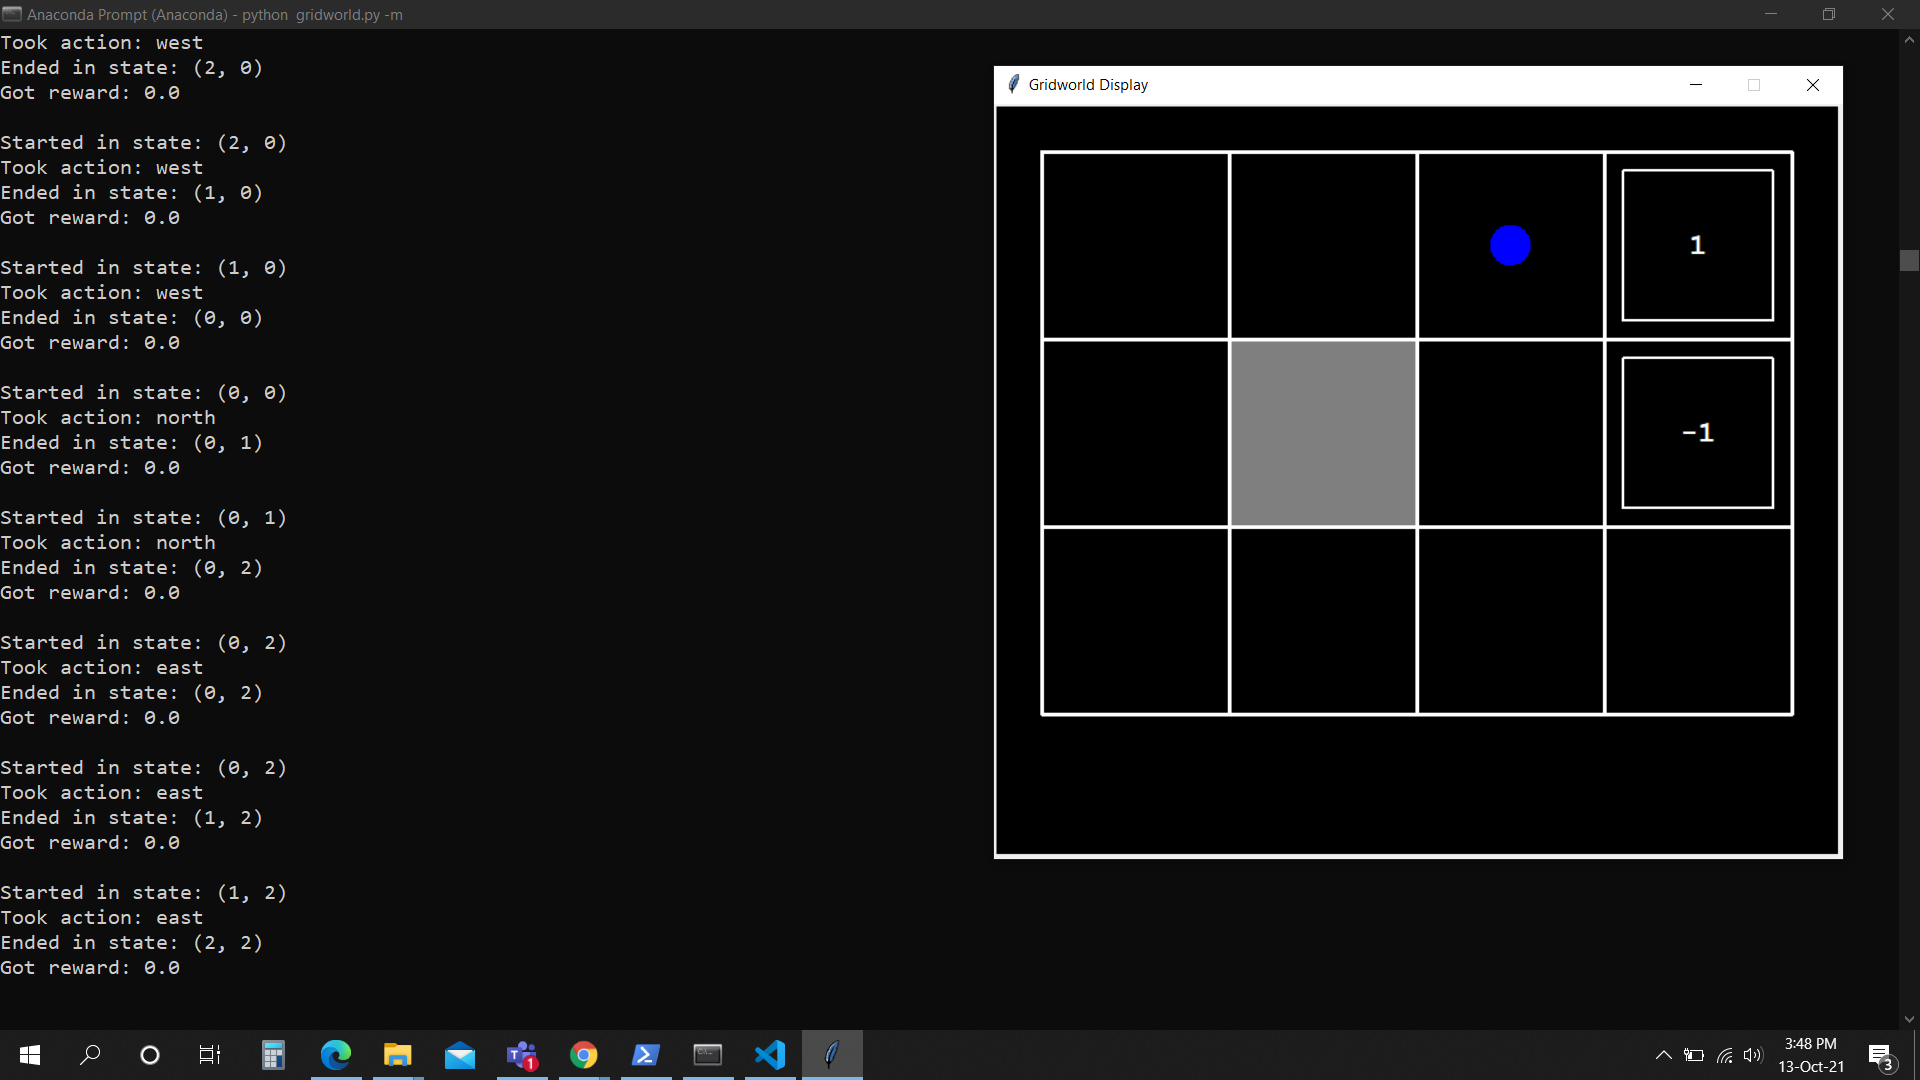 Anaconda Prompt (Anaconda) - python  gridworld.py -m
Took action: west
Ended in state: (2, 0)
Got reward: 0.0
Started in state: (2, 0)
Took action: west
Ended in state: (1, 0)
Got reward: 0.0
Started in state: (1, 0)
Took action: west
Ended in state: (0, 0)
Got reward: 0.0
Started in state: (0, 0)
Took action: north
Ended in state: (0, 1)
Got reward: 0.0
Started in state: (0, 1)
Took action: north
Ended in state: (0, 2)
Got reward: 0.0
Started in state: (0, 2)
Took action: east
Ended in state: (0, 2)
Got reward: 0.0
Started in state: (0, 2)
Took action: east
Ended in state: (1, 2)
Got reward: 0.0
Started in state: (1, 2)
Took action: east
Ended in state: (2, 2)
Got reward: 0.0
Gridworld Display
1
-1
T
1
3:48 PM
13-Oct-21
3